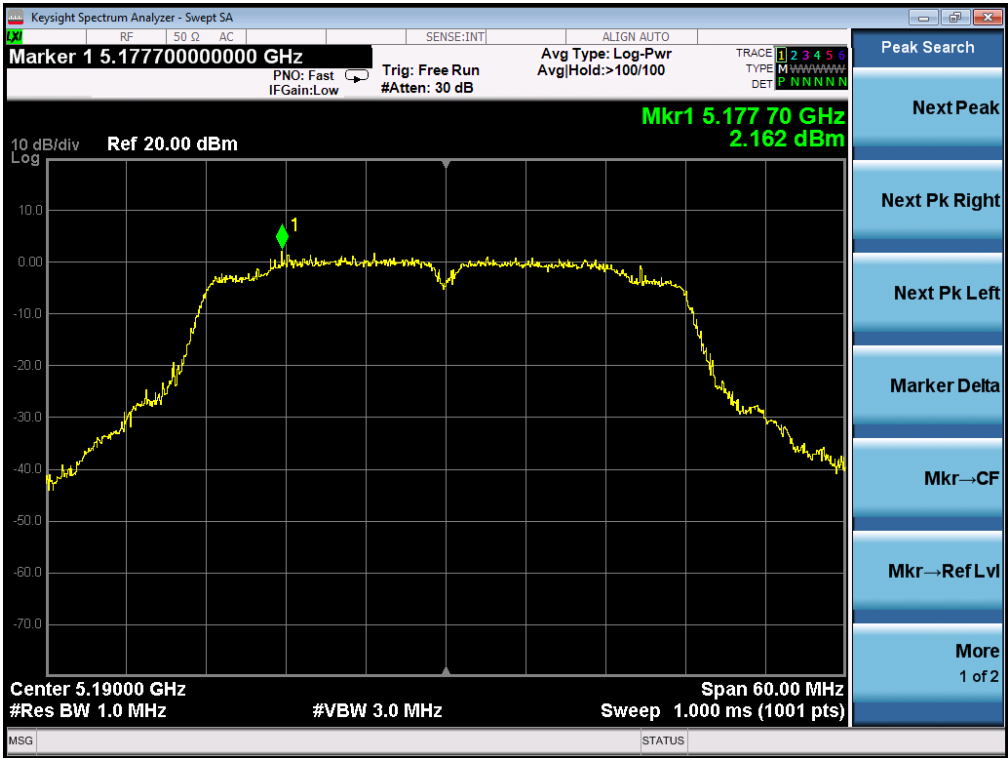 Keysight Spectrum Analyzer - Swept SA
LXI RF 50 Ω AC SENSE:INT ALIGN AUTO
Marker 1 5.177700000000 GHz
PNO: Fast
IFGain:Low
Trig: Free Run
#Atten: 30 dB
Avg Type: Log-Pwr
Avg|Hold:>100/100
TRACE 1 2 3 4 5 6
TYPE M WWWWW
DET P N N N N N
Mkr1 5.177 70 GHz
2.162 dBm
10 dB/div Ref 20.00 dBm
Log
10.0
0.00
-10.0
-20.0
-30.0
-40.0
-50.0
-60.0
-70.0
1
Center 5.19000 GHz
Span 60.00 MHz
#Res BW 1.0 MHz
#VBW 3.0 MHz
Sweep 1.000 ms (1001 pts)
MSG
STATUS
Peak Search
Next Peak
Next Pk Right
Next Pk Left
Marker Delta
Mkr→CF
Mkr→Ref Lvl
More
1 of 2